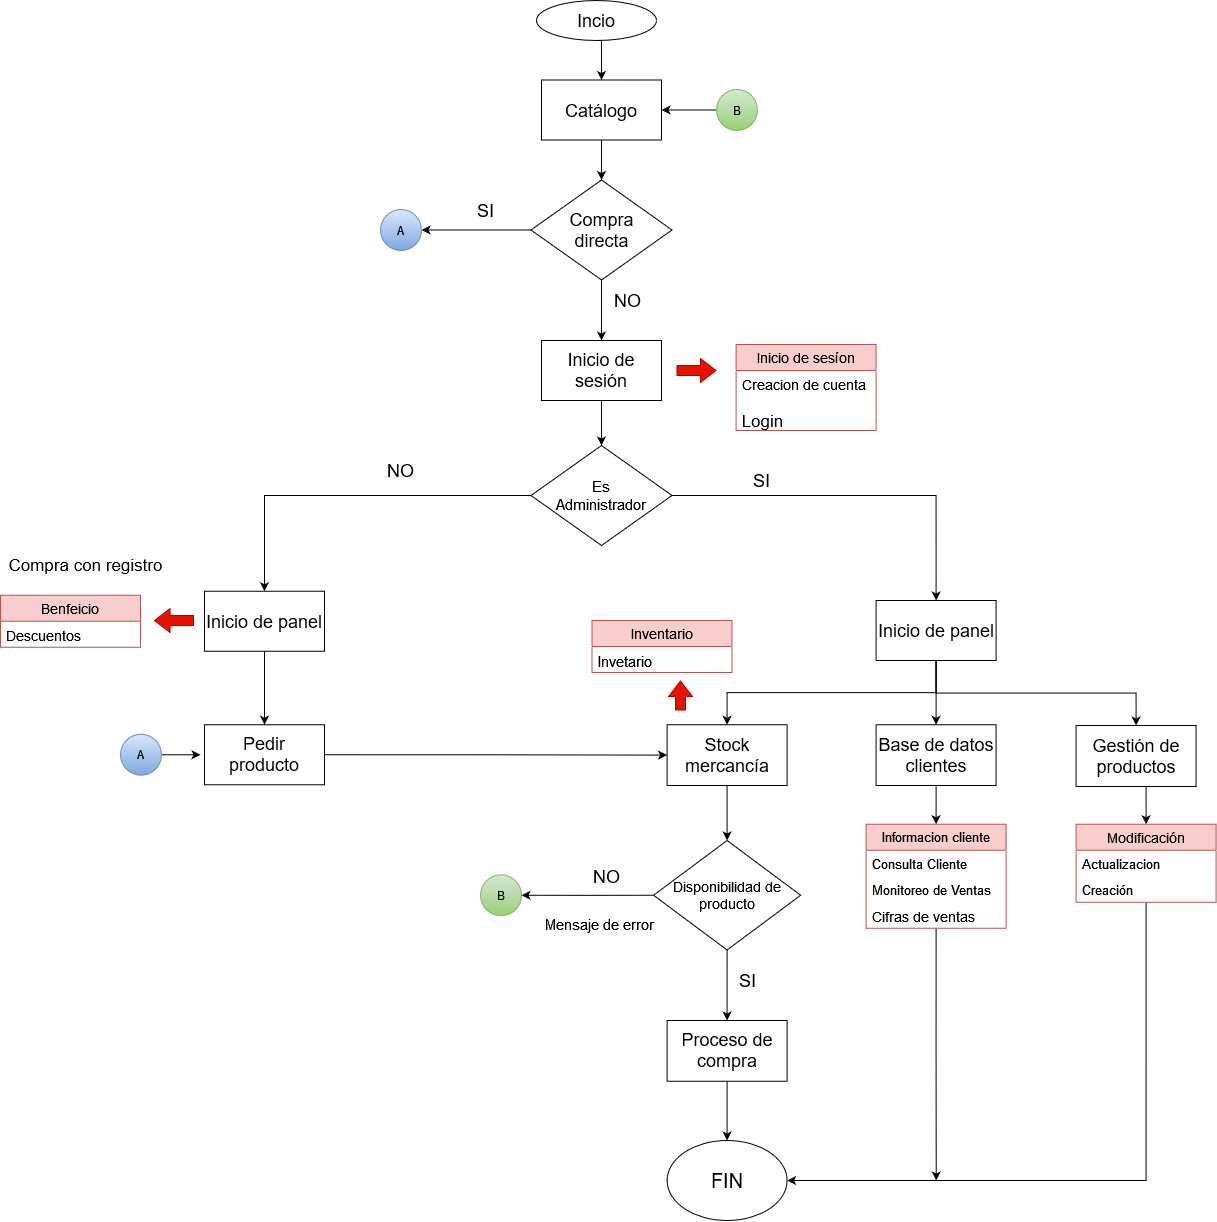 Incio
Catálogo
B
Compra
directa
SI
A
NO
Inicio de
sesión
Inicio de sesíon
Creacion de cuenta
Login
NO
Es
Administrador
SI
Compra con registro
Benfeicio
Descuentos
Inicio de panel
Inventario
Invetario
Inicio de panel
A
Pedir
producto
Stock
mercancía
Base de datos
clientes
Gestión de
productos
Informacion cliente
Consulta Cliente
Monitoreo de Ventas
Cifras de ventas
Modificación
Actualizacion
Creación
B
NO
Mensaje de error
Disponibilidad de
producto
SI
Proceso de
compra
FIN